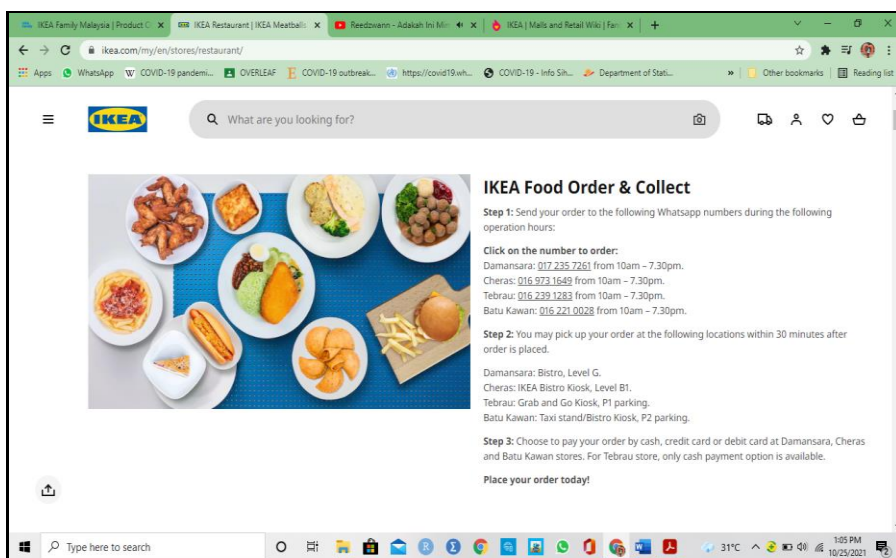 IKEA Family Malaysia | Product
IKEA Restaurant | IKEA Meatballs
Reedzwann - Adakah Ini Mim
IKEA | Malls and Retail Wiki | Fan
ikea.com/my/en/stores/restaurant/
Apps WhatsApp COVID-19 pandemi... OVERLEAF COVID-19 outbreak... https://covid19.wh... COVID-19 - Info Sih... Department of Stati... » Other bookmarks Reading list
IKEA
What are you looking for?
IKEA Food Order & Collect
Step 1: Send your order to the following Whatsapp numbers during the following
operation hours:
Click on the number to order:
Damansara: 017 235 7261 from 10am – 7.30pm.
Cheras: 016 973 1649 from 10am – 7.30pm.
Tebrau: 016 239 1283 from 10am – 7.30pm.
Batu Kawan: 016 221 0028 from 10am – 7.30pm.
Step 2: You may pick up your order at the following locations within 30 minutes after
order is placed.
Damansara: Bistro, Level G.
Cheras: IKEA Bistro Kiosk, Level B1.
Tebrau: Grab and Go Kiosk, P1 parking.
Batu Kawan: Taxi stand/Bistro Kiosk, P2 parking.
Step 3: Choose to pay your order by cash, credit card or debit card at Damansara, Cheras
and Batu Kawan stores. For Tebrau store, only cash payment option is available.
Place your order today!
Type here to search
31°C
1:05 PM
10/25/2021